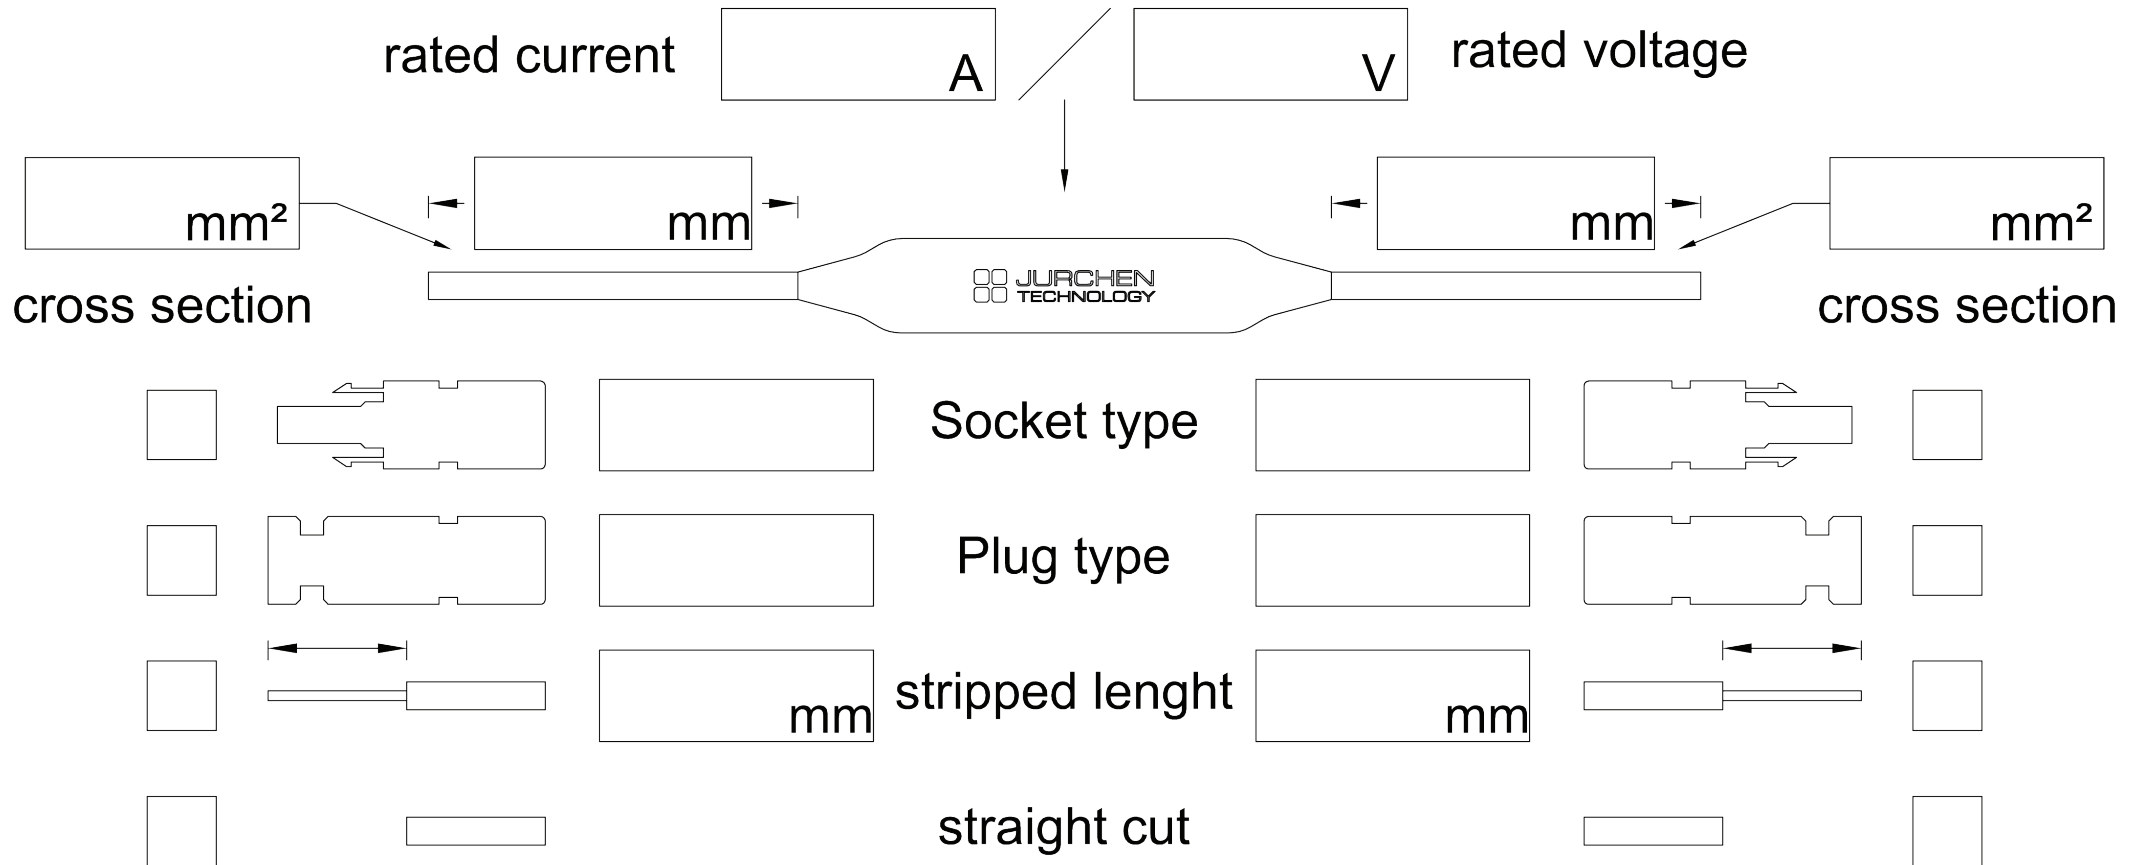 rated current
A
V
rated voltage
mm²
mm
mm
mm²
cross section
JURCHEN
TECHNOLOGY
cross section
Socket type
Plug type
mm
stripped lenght
mm
straight cut